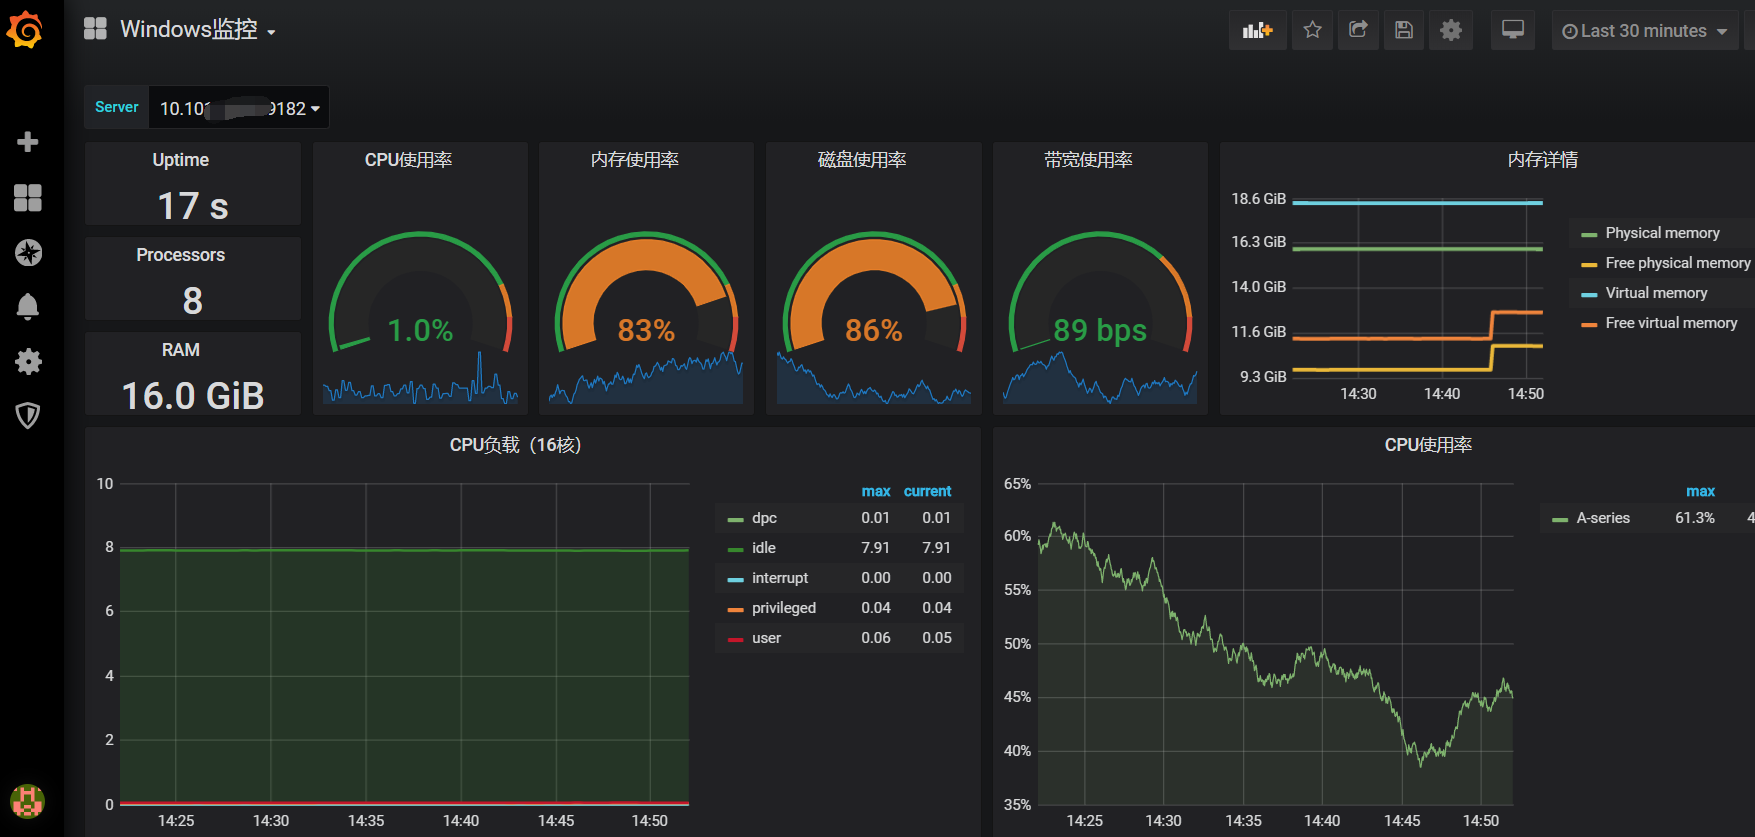 Windows监控
Last 30 minutes
Server
10.10
9182
Uptime
17 s
Processors
8
RAM
16.0 GiB
CPU使用率
1.0%
内存使用率
83%
磁盘使用率
86%
带宽使用率
89 bps
内存详情
18.6 GiB
16.3 GiB
14.0 GiB
11.6 GiB
9.3 GiB
14:30 14:40 14:50
Physical memory
Free physical memory
Virtual memory
Free virtual memory
CPU负载（16核）
10
8
6
4
2
0
14:25 14:30 14:35 14:40 14:45 14:50
max current
dpc 0.01 0.01
idle 7.91 7.91
interrupt 0.00 0.00
privileged 0.04 0.04
user 0.06 0.05
CPU使用率
65%
60%
55%
50%
45%
40%
35%
14:25 14:30 14:35 14:40 14:45 14:50
max
A-series 61.3% 4